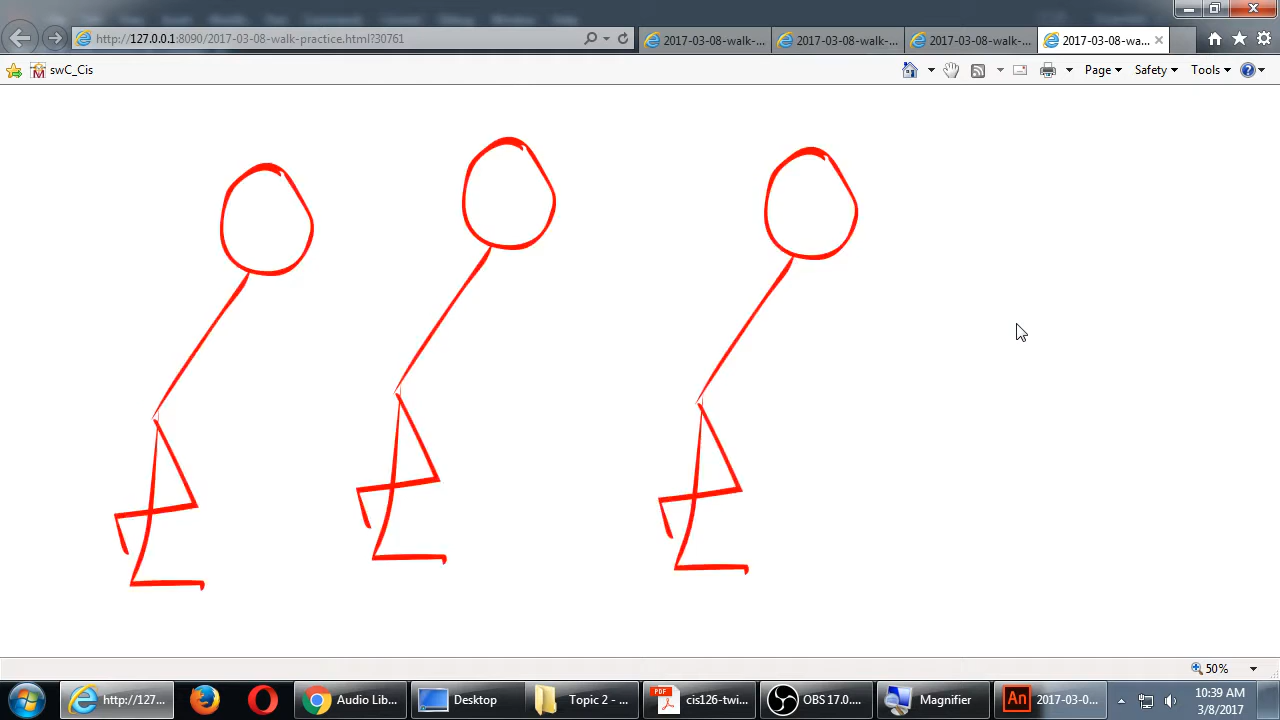 http://127.0.0.1:8090/2017-03-08-walk-practice.html?30761
2017-03-08-walk-...
2017-03-08-walk-...
2017-03-08-walk-...
2017-03-08-wa...
swC_Cis
Page
Safety
Tools
50%
http://127...
Audio Lib...
Desktop
Topic 2 - ...
PDF
cis126-twi...
OBS 17.0....
Magnifier
An
2017-03-0...
10:39 AM
3/8/2017